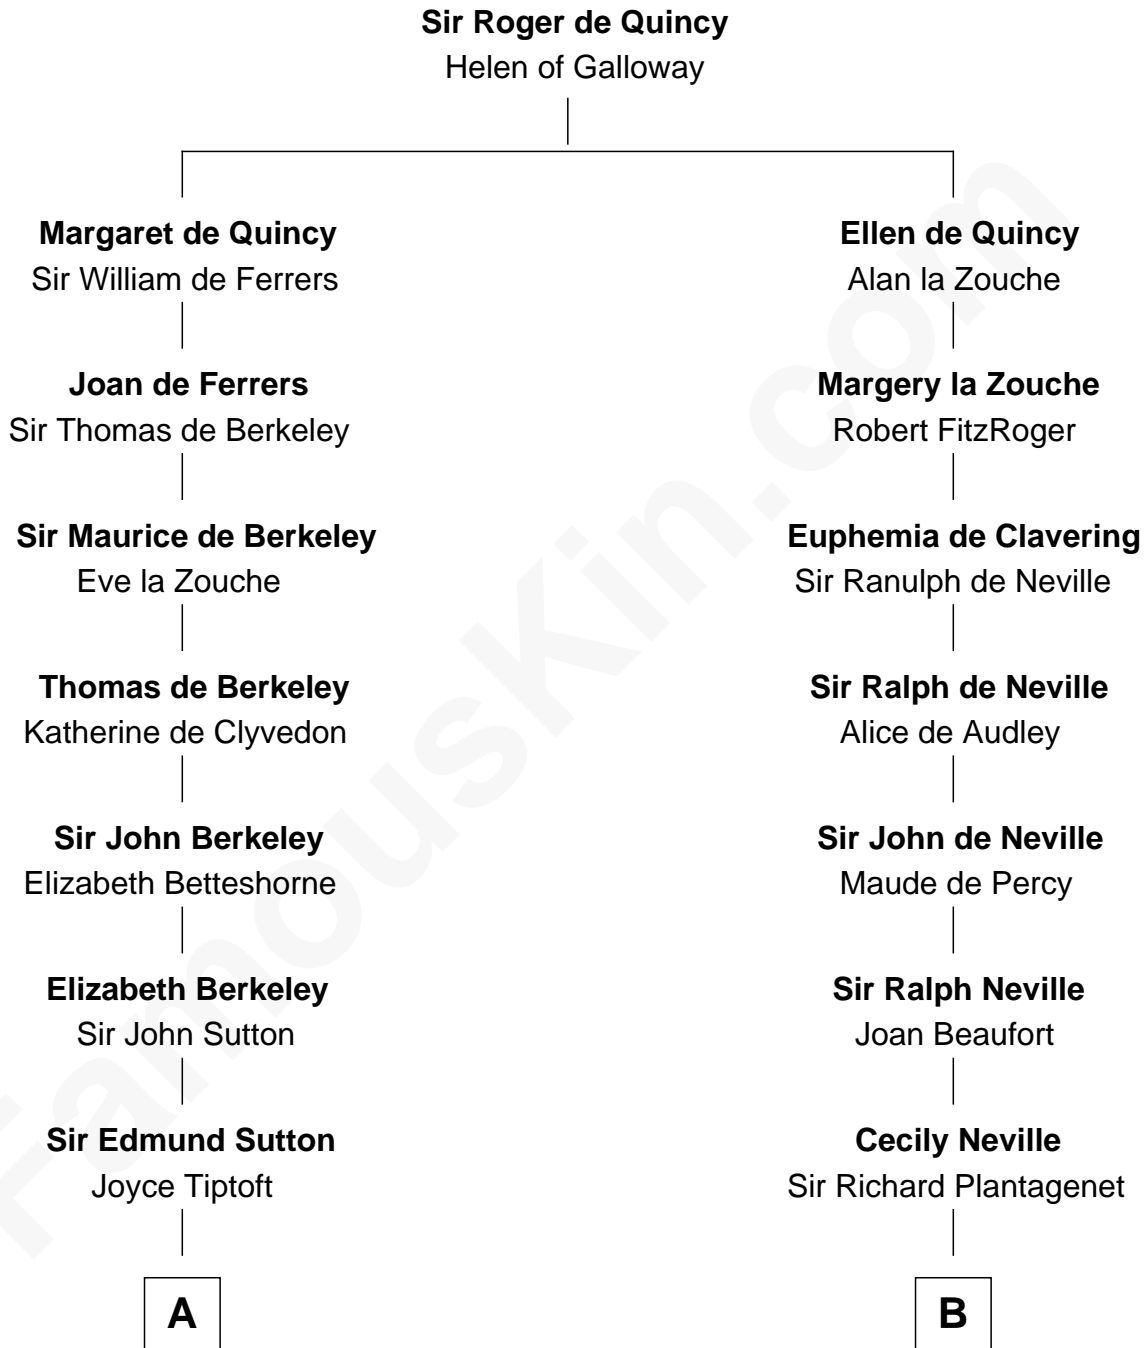 Sir Roger de Quincy
Helen of Galloway
Margaret de Quincy
Sir William de Ferrers
Ellen de Quincy
Alan la Zouche
Joan de Ferrers
Sir Thomas de Berkeley
Margery la Zouche
Robert FitzRoger
Sir Maurice de Berkeley
Eve la Zouche
Euphemia de Clavering
Sir Ranulph de Neville
Thomas de Berkeley
Katherine de Clyvedon
Sir Ralph de Neville
Alice de Audley
Sir John Berkeley
Elizabeth Betteshorne
Sir John de Neville
Maude de Percy
Elizabeth Berkeley
Sir John Sutton
Sir Ralph Neville
Joan Beaufort
Sir Edmund Sutton
Joyce Tiptoft
Cecily Neville
Sir Richard Plantagenet
A
B
FamousKin.com